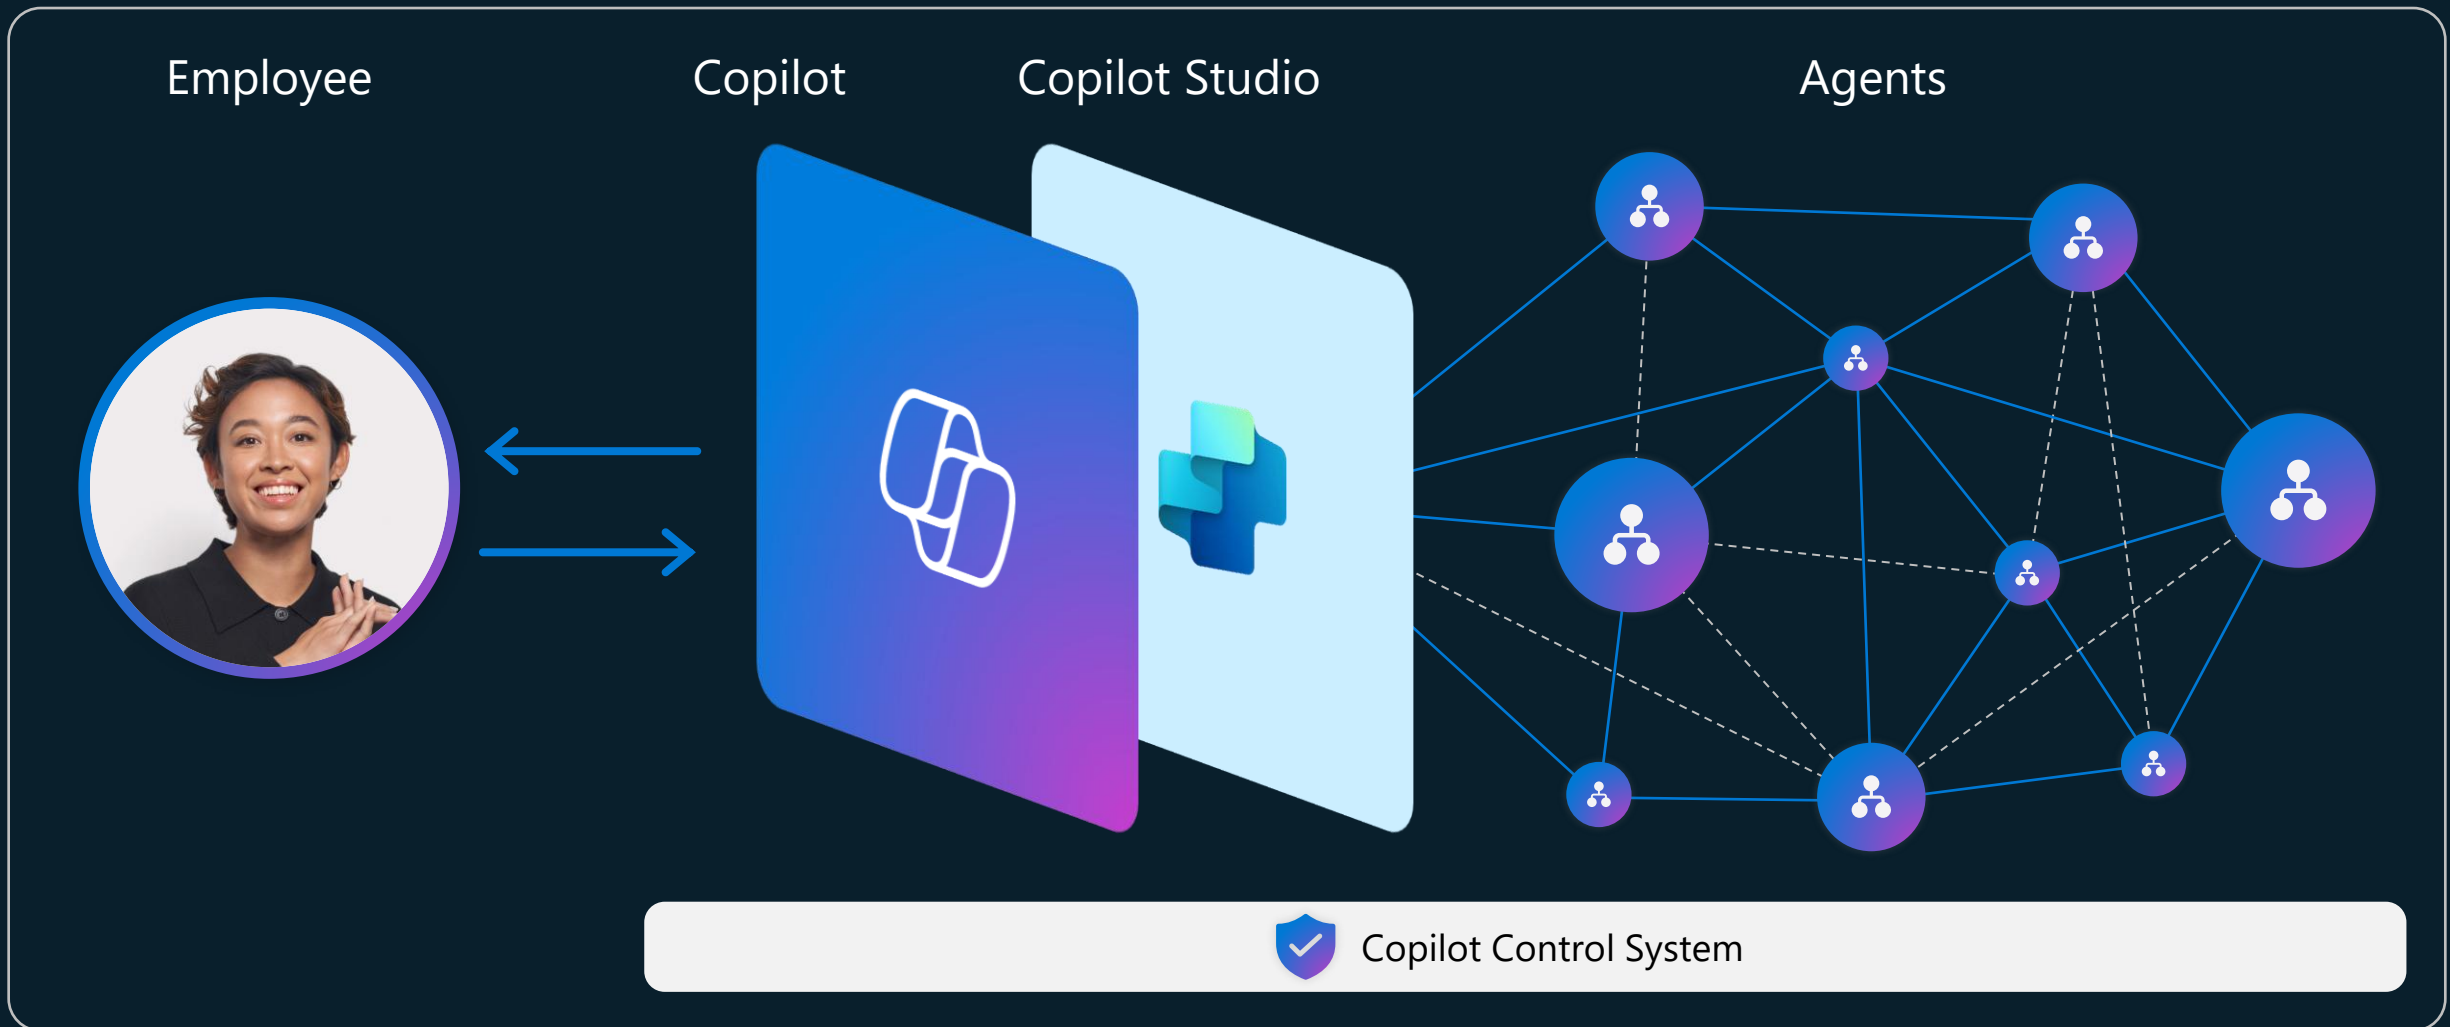 Employee
Copilot
Copilot Studio
Agents
Copilot Control System